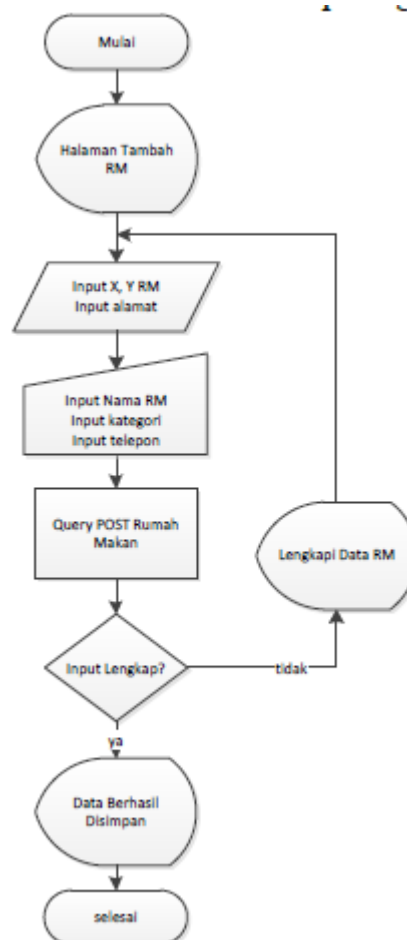 Mulai
Halaman Tambah
RM
Input X, Y RM
Input alamat
Input Nama RM
Input kategori
Input telepon
Query POST Rumah
Makan
Lengkapi Data RM
Input Lengkap?
tidak
ya
Data Berhasil
Disimpan
selesai